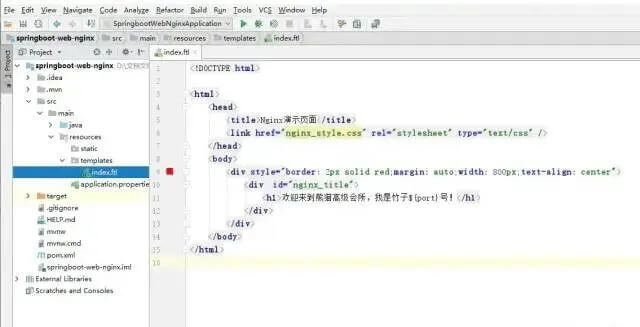 File Edit View Navigate Code Analyze Refactor Build Run Tools VCS Window Help
SpringbootWebNginxApplication
springboot-web-nginx src main resources templates index.ftl
Project
index.ftl
1: Project
springboot-web-nginx
.idea
.mvn
src
main
java
resources
static
templates
index.ftl
application.properties
target
.gitignore
HELP.md
mvnw
mvnw.cmd
pom.xml
springboot-web-nginx.iml
External Libraries
Scratches and Consoles
1 <!DOCTYPE html>
2
3 <html>
4 <head>
5 <title>Nginx演示页面</title>
6 <link href="nginx_style.css" rel="stylesheet" type="text/css" />
7 </head>
8 <body>
9 <div style="border: 2px solid red;margin: auto;width: 800px;text-align: center">
10 <div id="nginx_title">
11 <h1>欢迎来到熊猫高级会所，我是竹子${port}号！</h1>
12 </div>
13 </div>
14 </body>
15 </html>
16